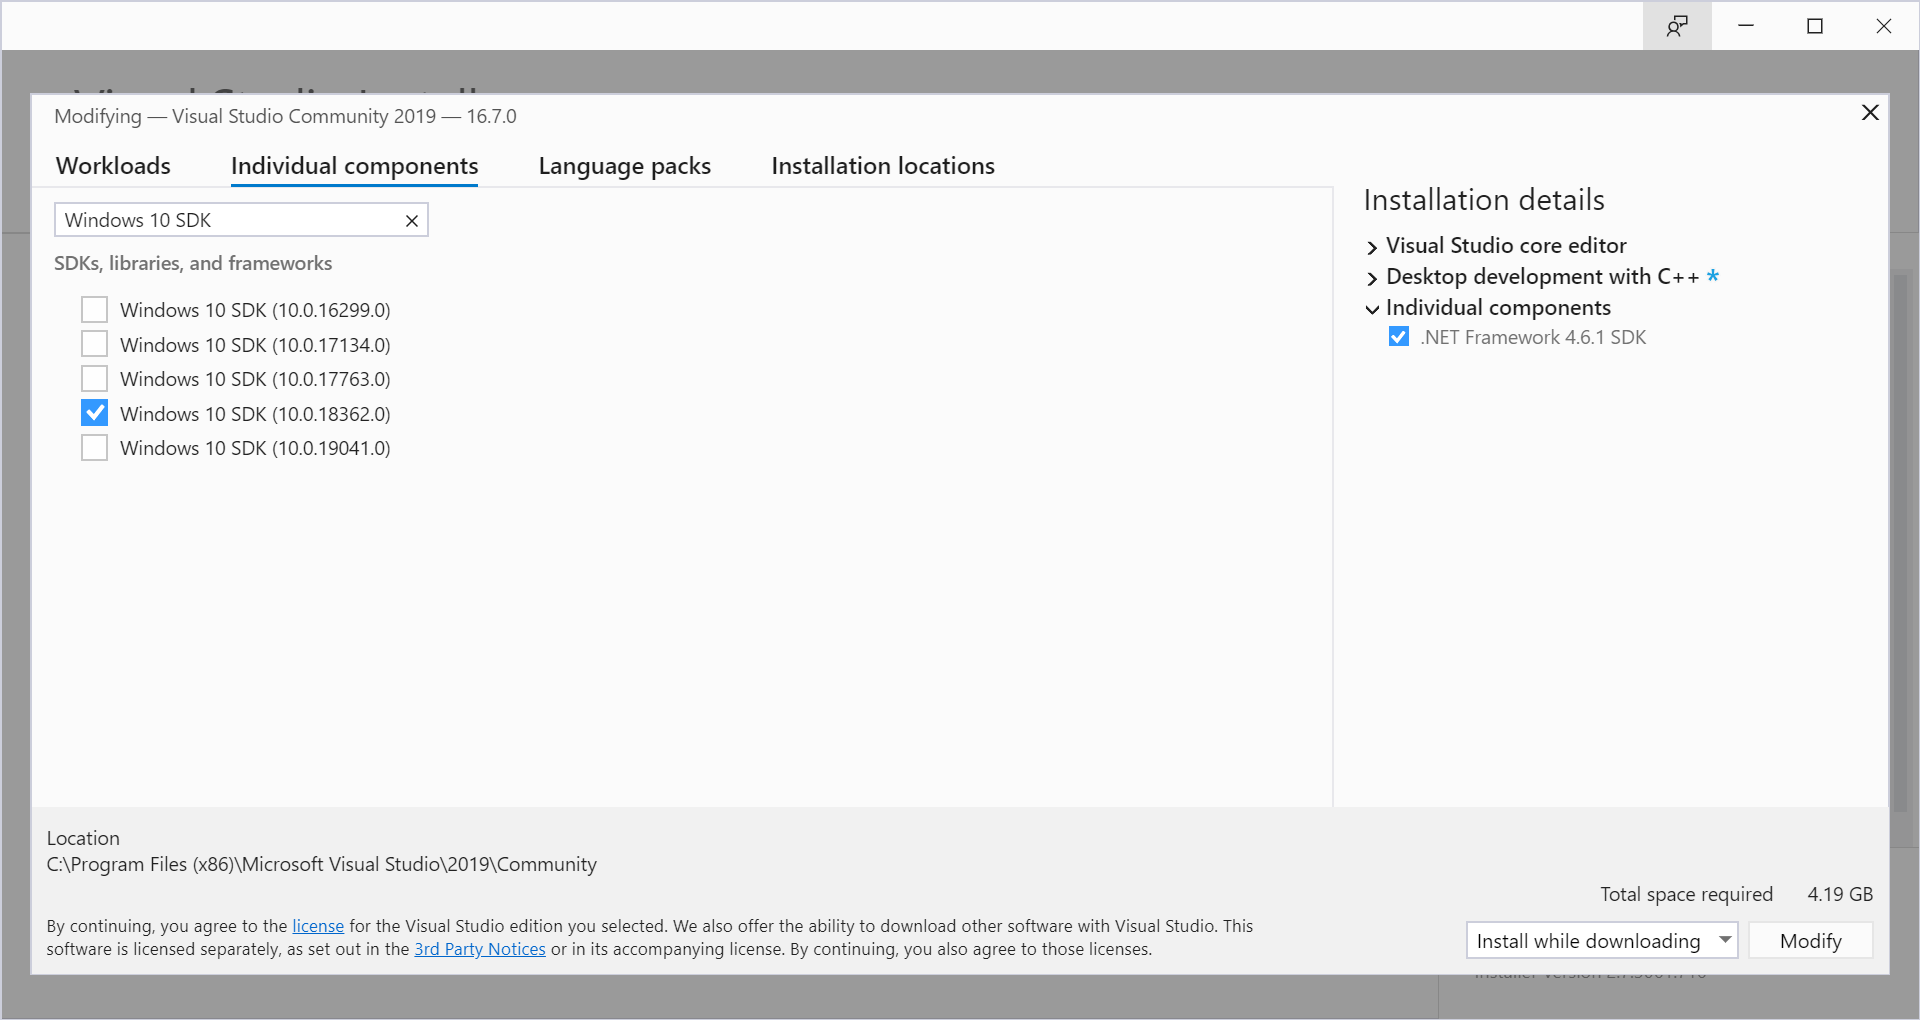 Modifying — Visual Studio Community 2019 — 16.7.0
Workloads Individual components Language packs Installation locations
Windows 10 SDK
SDKs, libraries, and frameworks
Windows 10 SDK (10.0.16299.0)
Windows 10 SDK (10.0.17134.0)
Windows 10 SDK (10.0.17763.0)
Windows 10 SDK (10.0.18362.0)
Windows 10 SDK (10.0.19041.0)
Installation details
Visual Studio core editor
Desktop development with C++ *
Individual components
.NET Framework 4.6.1 SDK
Location
C:\Program Files (x86)\Microsoft Visual Studio\2019\Community
Total space required 4.19 GB
By continuing, you agree to the license for the Visual Studio edition you selected. We also offer the ability to download other software with Visual Studio. This
software is licensed separately, as set out in the 3rd Party Notices or in its accompanying license. By continuing, you also agree to those licenses.
Install while downloading
Modify